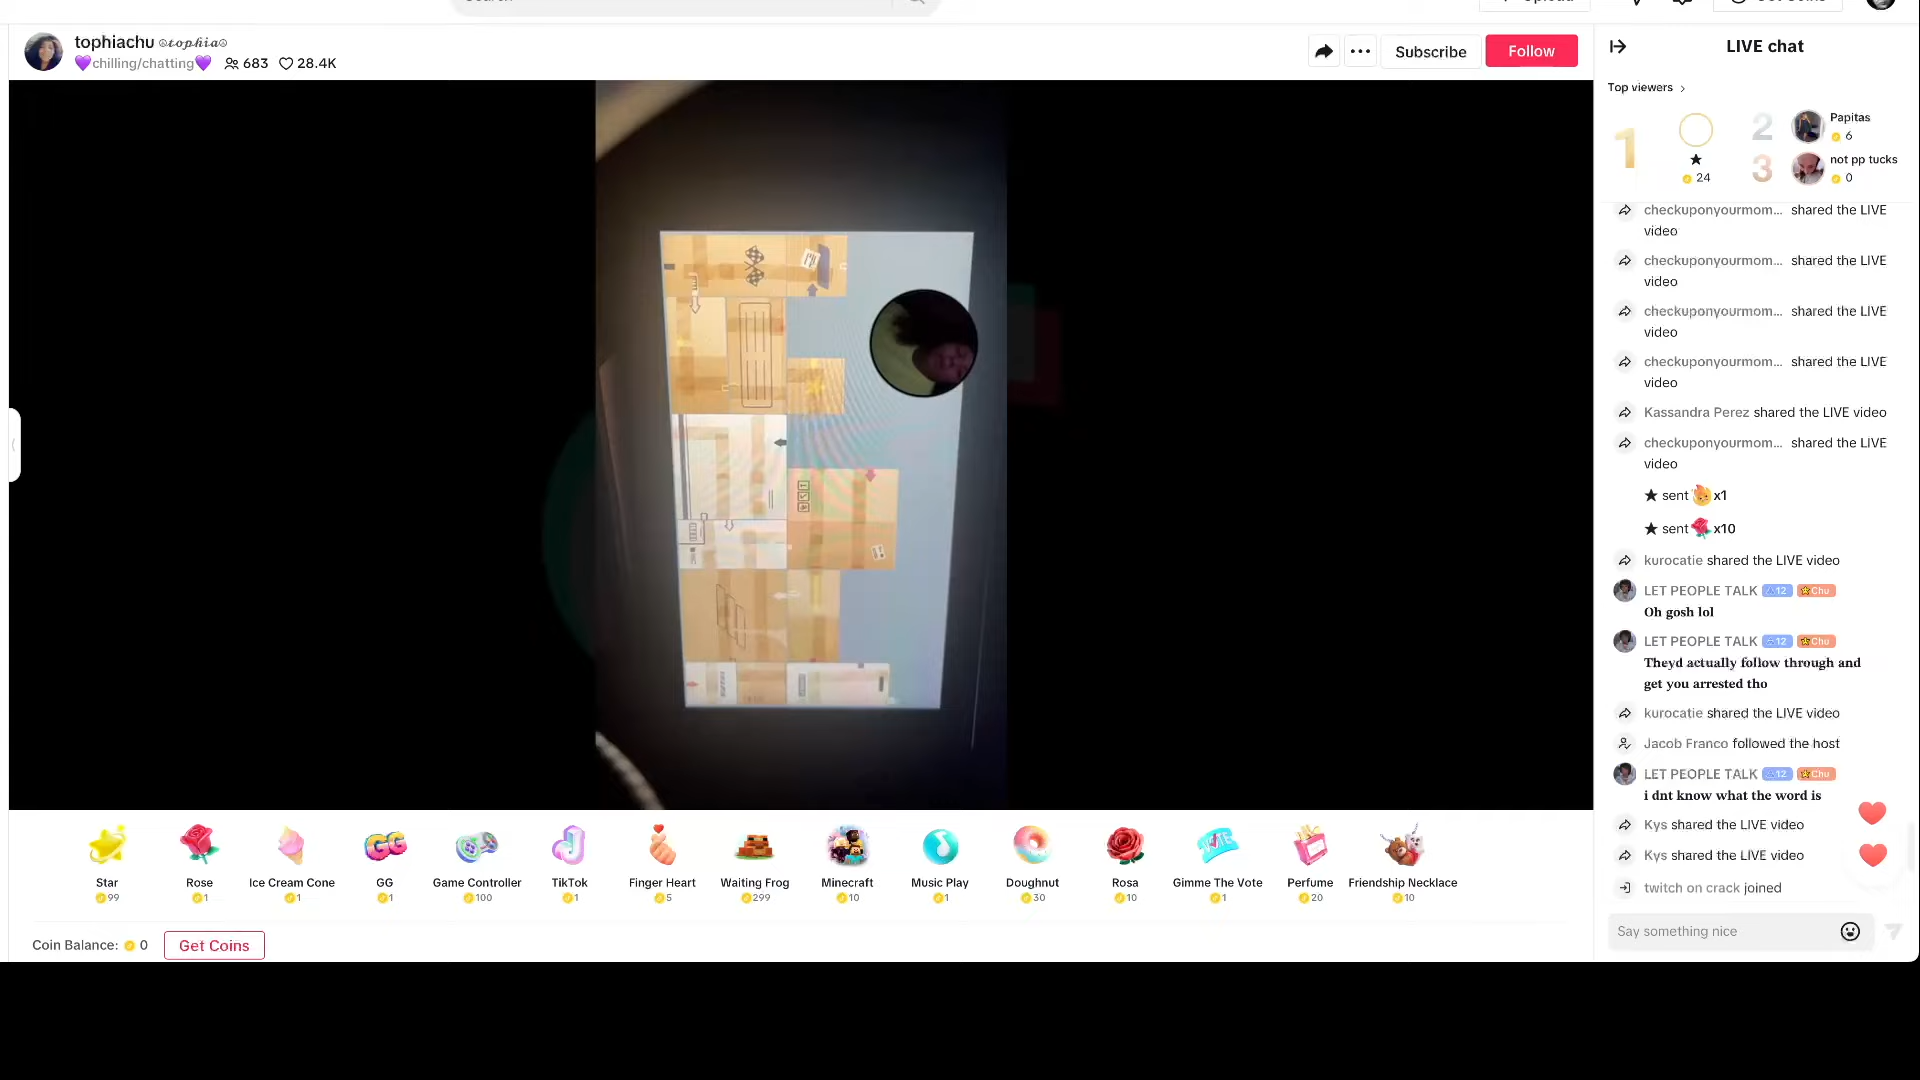 tophiachu ☮𝓽𝓸𝓹𝓱𝓲𝓪☮
💜chilling/chatting💜 683 28.4K
Subscribe
Follow
LIVE chat
Top viewers
1
★
24
2
Papitas
6
3
not pp tucks
0
checkuponyourmom... shared the LIVE
video
checkuponyourmom... shared the LIVE
video
checkuponyourmom... shared the LIVE
video
checkuponyourmom... shared the LIVE
video
Kassandra Perez shared the LIVE video
checkuponyourmom... shared the LIVE
video
★ sent x1
★ sent x10
kurocatie shared the LIVE video
LET PEOPLE TALK 12 Chu
Oh gosh lol
LET PEOPLE TALK 12 Chu
Theyd actually follow through and
get you arrested tho
kurocatie shared the LIVE video
Jacob Franco followed the host
LET PEOPLE TALK 12 Chu
i dnt know what the word is
Kys shared the LIVE video
Kys shared the LIVE video
twitch on crack joined
Say something nice
Star
99
Rose
1
Ice Cream Cone
1
GG
1
Game Controller
100
TikTok
1
Finger Heart
5
Waiting Frog
299
Minecraft
10
Music Play
1
Doughnut
30
Rosa
10
Gimme The Vote
1
Perfume
20
Friendship Necklace
10
Coin Balance: 0
Get Coins